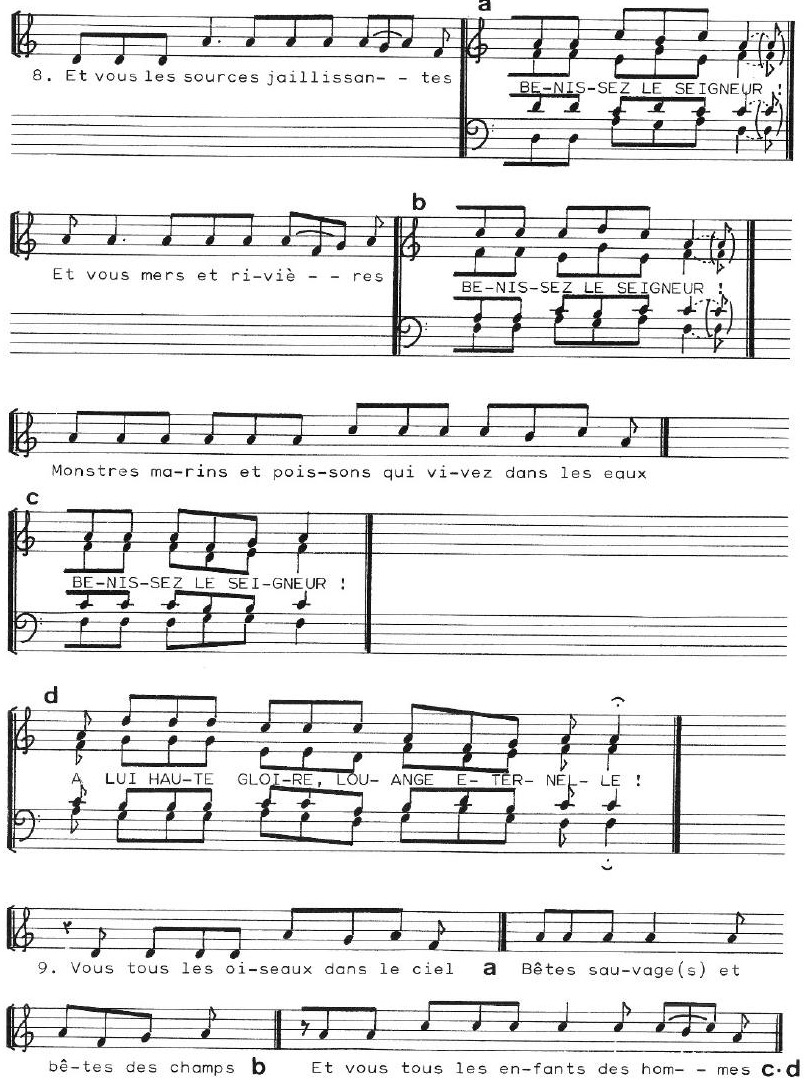 a
8. Et vous les sources jaillissan- - tes
BE-NIS-SEZ LE SEIGNEUR !
b
Et vous mers et ri-viè - - res
BE-NIS-SEZ LE SEIGNEUR !
Monstres ma-rins et pois-sons qui vi-vez dans les eaux
c
BE-NIS-SEZ LE SEI-GNEUR !
d
A LUI HAU-TE GLOI-RE, LOU- ANGE E- TER- NEL- LE !
9. Vous tous les oi-seaux dans le ciel a Bêtes sau-vage(s) et
bê-tes des champs b Et vous tous les en-fants des hom- - mes c·d